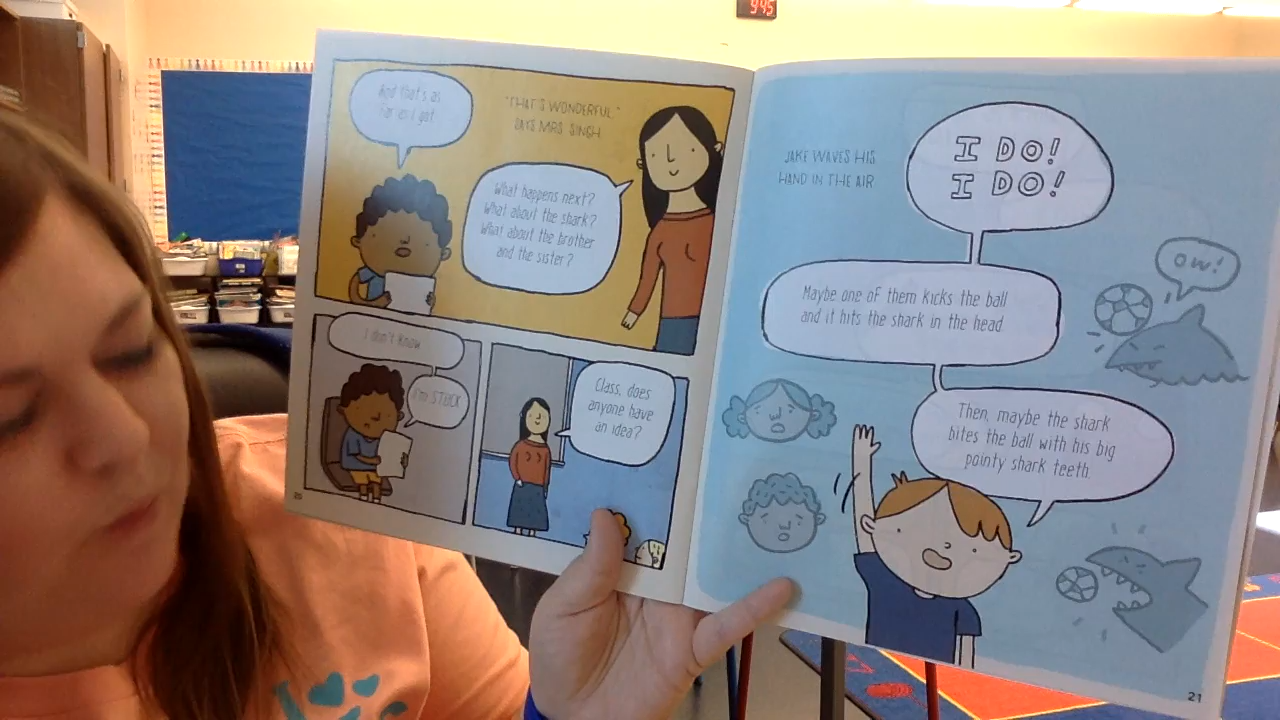 945
And that's as
far as I got
"THAT'S WONDERFUL,"
SAYS MRS SINGH
What happens next?
What about the shark?
What about the brother
and the sister?
I don't know
I'm STUCK
Class, does
anyone have
an idea?
20
JAKE WAVES HIS
HAND IN THE AIR
I DO!
I DO!
OW!
Maybe one of them kicks the ball
and it hits the shark in the head
Then, maybe the shark
bites the ball with his big
pointy shark teeth.
21